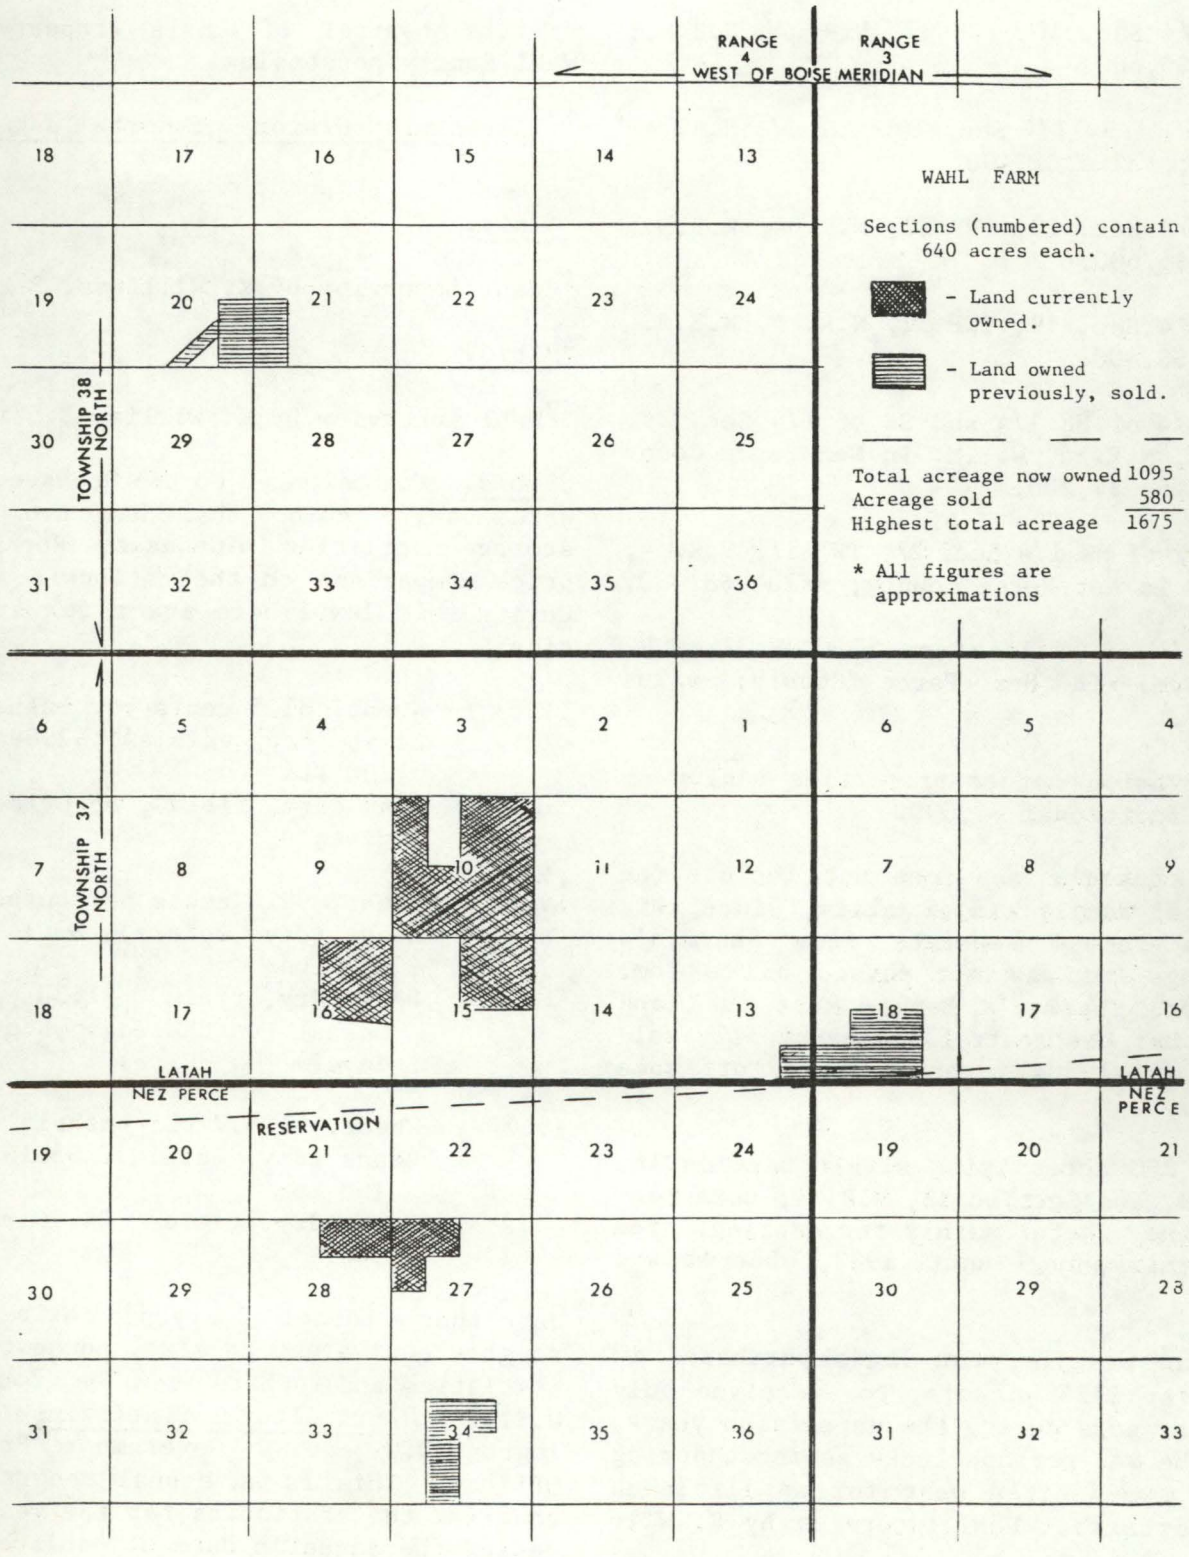 RANGE RANGE
4 3
WEST OF BOISE MERIDIAN
18 17 16 15 14 13
WAHL FARM
Sections (numbered) contain
640 acres each.
19 20 21 22 23 24
- Land currently
owned.
- Land owned
previously, sold.
TOWNSHIP 38
NORTH
30 29 28 27 26 25
Total acreage now owned 1095
Acreage sold 580
Highest total acreage 1675
* All figures are
approximations
31 32 33 34 35 36
6 5 4 3 2 1 6 5 4
TOWNSHIP 37
NORTH
7 8 9 10 11 12 7 8 9
18 17 16 15 14 13 18 17 16
LATAH LATAH
NEZ PERCE NEZ
PERCE
RESERVATION
19 20 21 22 23 24 19 20 21
30 29 28 27 26 25 30 29 28
31 32 33 34 35 36 31 32 33